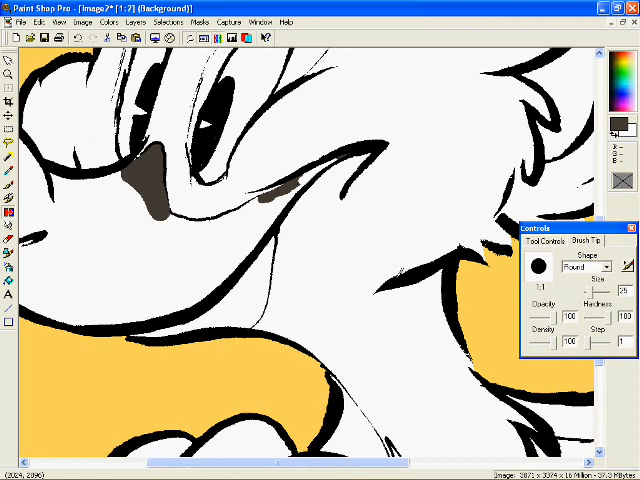 Paint Shop Pro - [Image2* [1:2] (Background)]
File Edit View Image Colors Layers Selections Masks Capture Window Help
R: --
G: --
B: --
Controls
Tool Controls Brush Tip
Shape
Round
1:1
Size
25
Opacity Hardness
100 100
Density Step
100 1
(2024, 2096) Image: 3871 x 3374 x 16 Million - 37.3 MBytes